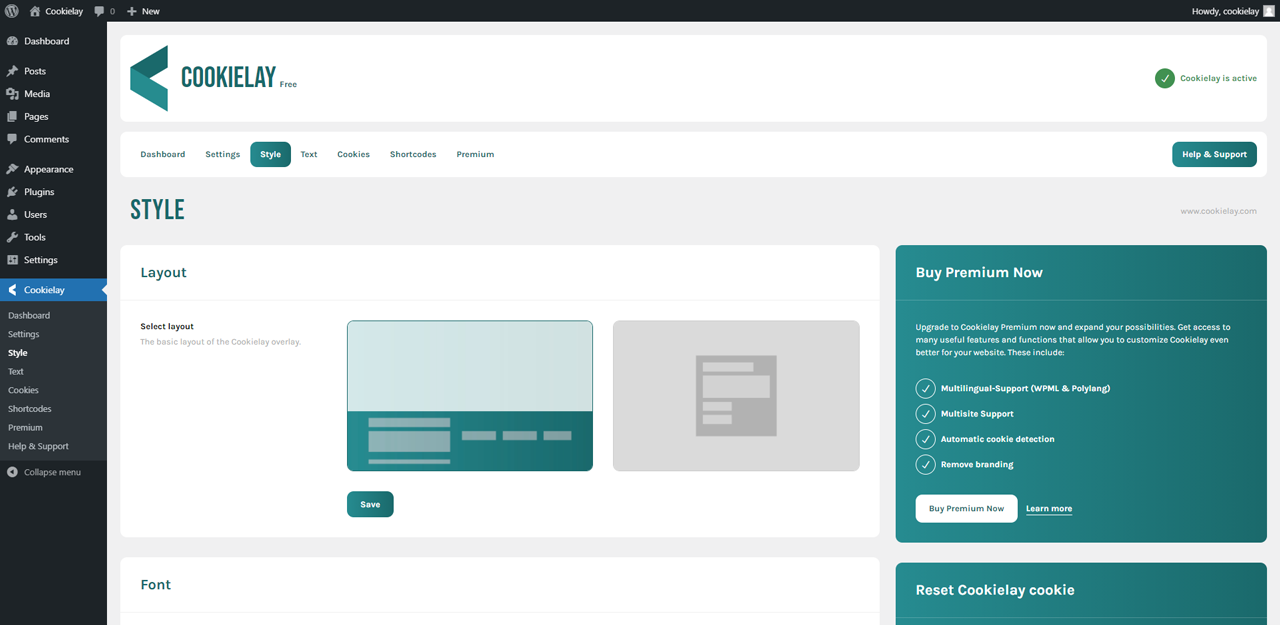 Cookielay 0 New Howdy, cookielay
Dashboard
Posts
Media
Pages
Comments
Appearance
Plugins
Users
Tools
Settings
Cookielay
Dashboard
Settings
Style
Text
Cookies
Shortcodes
Premium
Help & Support
Collapse menu
COOKIELAY Free
Cookielay is active
Dashboard Settings Style Text Cookies Shortcodes Premium Help & Support
STYLE
www.cookielay.com
Layout
Select layout
The basic layout of the Cookielay overlay.
Save
Font
Buy Premium Now
Upgrade to Cookielay Premium now and expand your possibilities. Get access to
many useful features and functions that allow you to customize Cookielay even
better for your website. These include:
Multilingual-Support (WPML & Polylang)
Multisite Support
Automatic cookie detection
Remove branding
Buy Premium Now Learn more
Reset Cookielay cookie